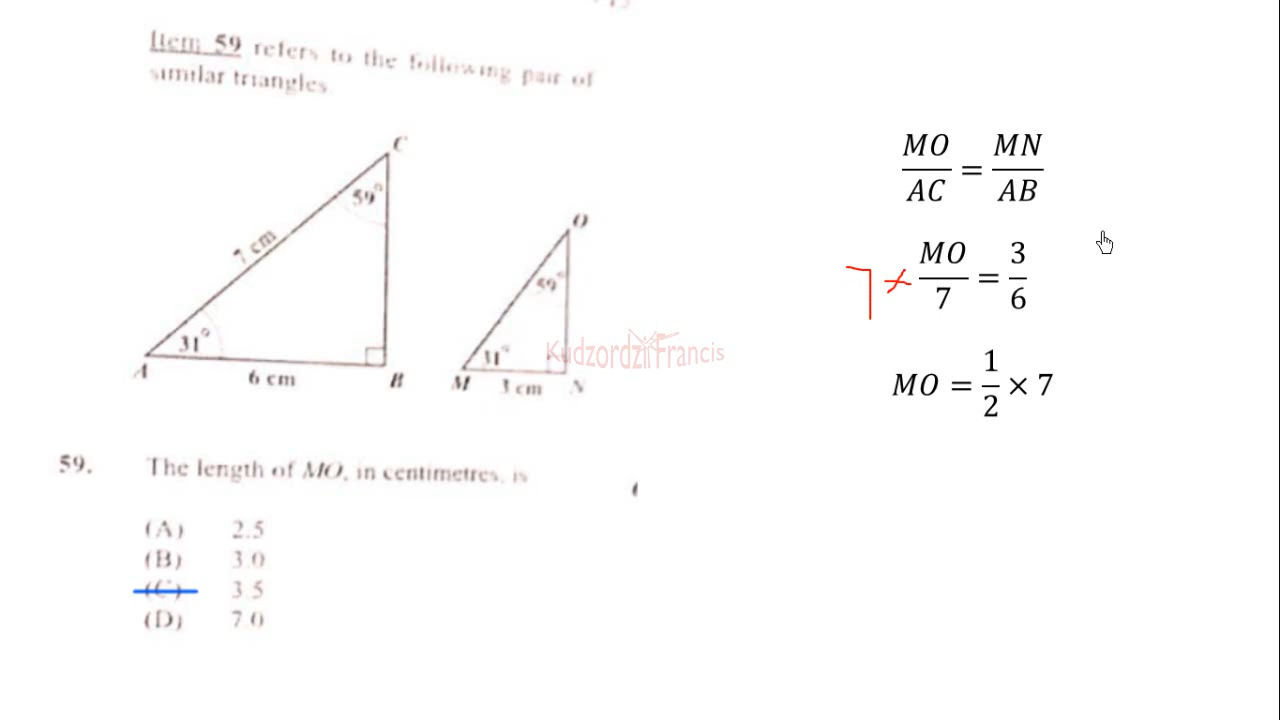 Item 59 refers to the following pair of
similar triangles.
C
59°
7 cm
31°
A
6 cm
B
O
59°
31°
M
3 cm
N
Kudzordzi Francis
59. The length of MO, in centimetres, is
(A) 2.5
(B) 3.0
(C) 3.5
(D) 7.0
MO/AC = MN/AB
7 × MO/7 = 3/6
MO = 1/2 × 7